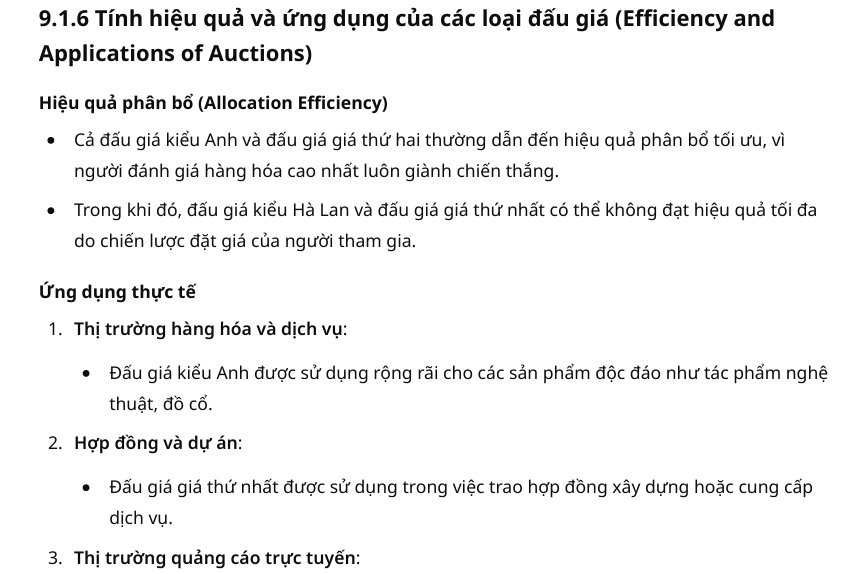 9.1.6 Tính hiệu quả và ứng dụng của các loại đấu giá (Efficiency and
Applications of Auctions)
Hiệu quả phân bổ (Allocation Efficiency)
• Cả đấu giá kiểu Anh và đấu giá giá thứ hai thường dẫn đến hiệu quả phân bổ tối ưu, vì
người đánh giá hàng hóa cao nhất luôn giành chiến thắng.
• Trong khi đó, đấu giá kiểu Hà Lan và đấu giá giá thứ nhất có thể không đạt hiệu quả tối đa
do chiến lược đặt giá của người tham gia.
Ứng dụng thực tế
1. Thị trường hàng hóa và dịch vụ:
• Đấu giá kiểu Anh được sử dụng rộng rãi cho các sản phẩm độc đáo như tác phẩm nghệ
thuật, đồ cổ.
2. Hợp đồng và dự án:
• Đấu giá giá thứ nhất được sử dụng trong việc trao hợp đồng xây dựng hoặc cung cấp
dịch vụ.
3. Thị trường quảng cáo trực tuyến: